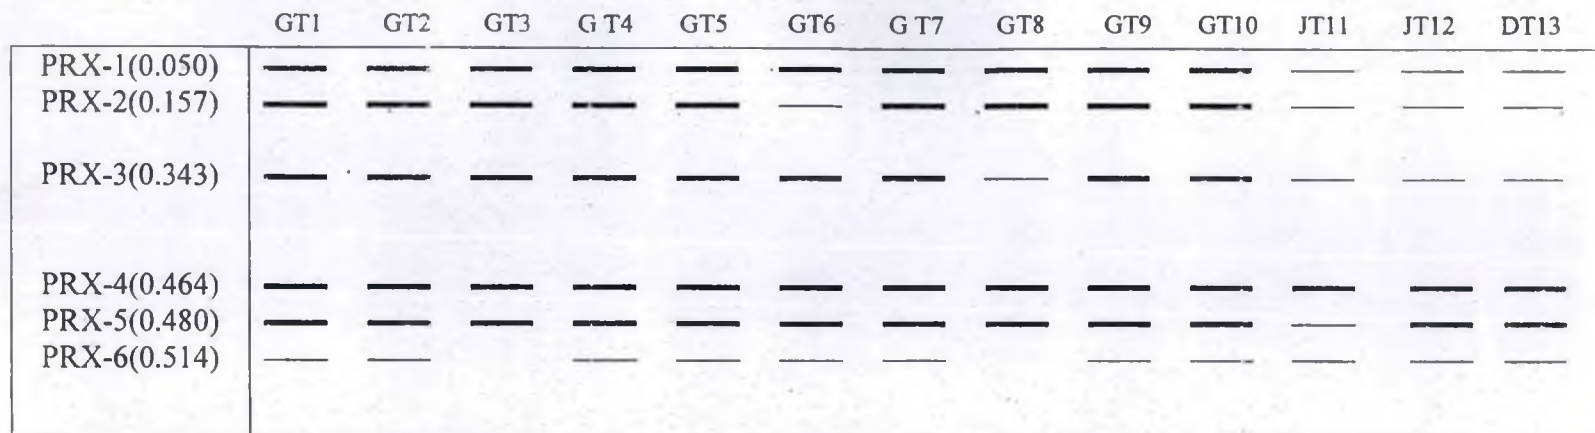 GT1 GT2 GT3 G T4 GT5 GT6 G T7 GT8 GT9 GT10 JT11 JT12 DT13
PRX-1(0.050)
PRX-2(0.157)
PRX-3(0.343)
PRX-4(0.464)
PRX-5(0.480)
PRX-6(0.514)